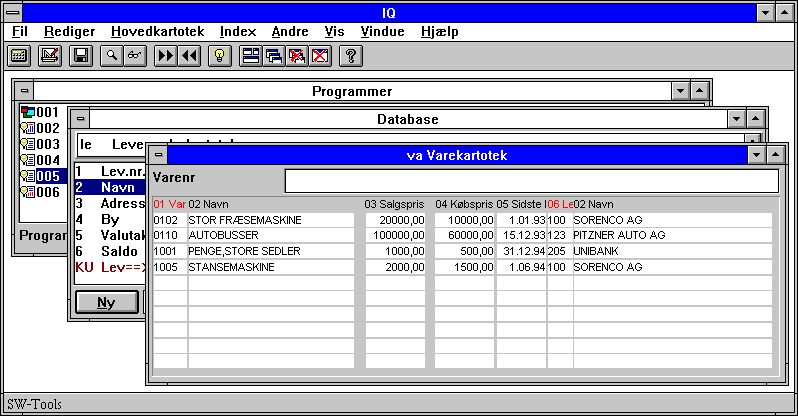 IQ
Fil Rediger Hovedkartotek Index Andre Vis Vindue Hjælp
Programmer
001
002
003
004
005
006
Database
le
1 Lev.nr.
2 Navn
3 Adress
4 By
5 Valutak
6 Saldo
KU Lev==>
Ny
va Varekartotek
Varenr
01 Var 02 Navn 03 Salgspris 04 Købspris 05 Sidste 06 Le 02 Navn
0102 STOR FRÆSEMASKINE 20000,00 10000,00 1.01.93 100 SORENCO AG
0110 AUTOBUSSER 100000,00 60000,00 15.12.93 123 PITZNER AUTO AG
1001 PENGE,STORE SEDLER 1000,00 500,00 31.12.94 205 UNIBANK
1005 STANSEMASKINE 2000,00 1500,00 1.06.94 100 SORENCO AG
SW-Tools